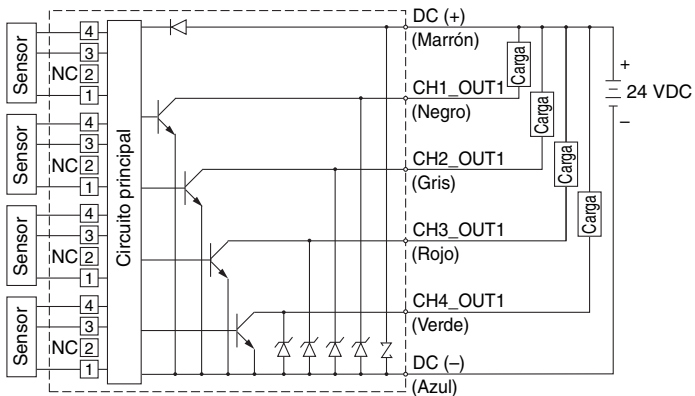 DC (+)
(Marrón)
Sensor
4
3
NC 2
1
Carga
+
24 VDC
–
CH1_OUT1
(Negro)
Carga
Sensor
4
3
NC 2
1
Circuito principal
CH2_OUT1
(Gris)
Carga
Sensor
4
3
NC 2
1
Carga
CH3_OUT1
(Rojo)
Sensor
4
3
NC 2
1
CH4_OUT1
(Verde)
DC (–)
(Azul)